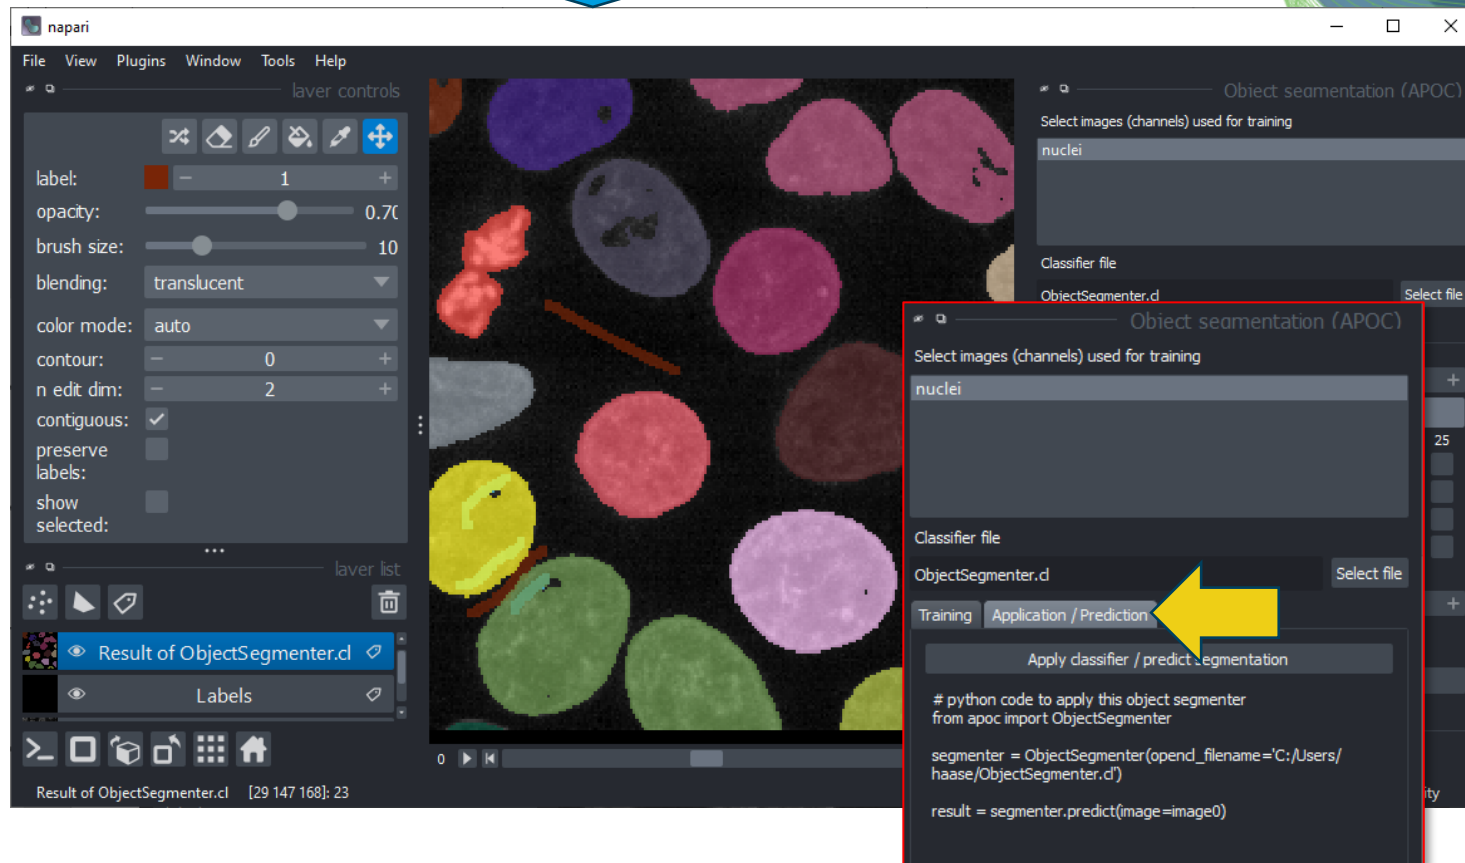 napari
File View Plugins Window Tools Help
layer controls
label: 1
opacity: 0.70
brush size: 10
blending: translucent
color mode: auto
contour: 0
n edit dim: 2
contiguous:
preserve
labels:
show
selected:
layer list
Result of ObjectSegmenter.cl
Labels
0
Result of ObjectSegmenter.cl [29 147 168]: 23
Object segmentation (APOC)
Select images (channels) used for training
nuclei
Classifier file
ObjectSegmenter.cl Select file
25
ity
Object segmentation (APOC)
Select images (channels) used for training
nuclei
Classifier file
ObjectSegmenter.cl Select file
Training Application / Prediction
Apply classifier / predict segmentation
# python code to apply this object segmenter
from apoc import ObjectSegmenter
segmenter = ObjectSegmenter(opencl_filename='C:/Users/
haase/ObjectSegmenter.cl')
result = segmenter.predict(image=image0)